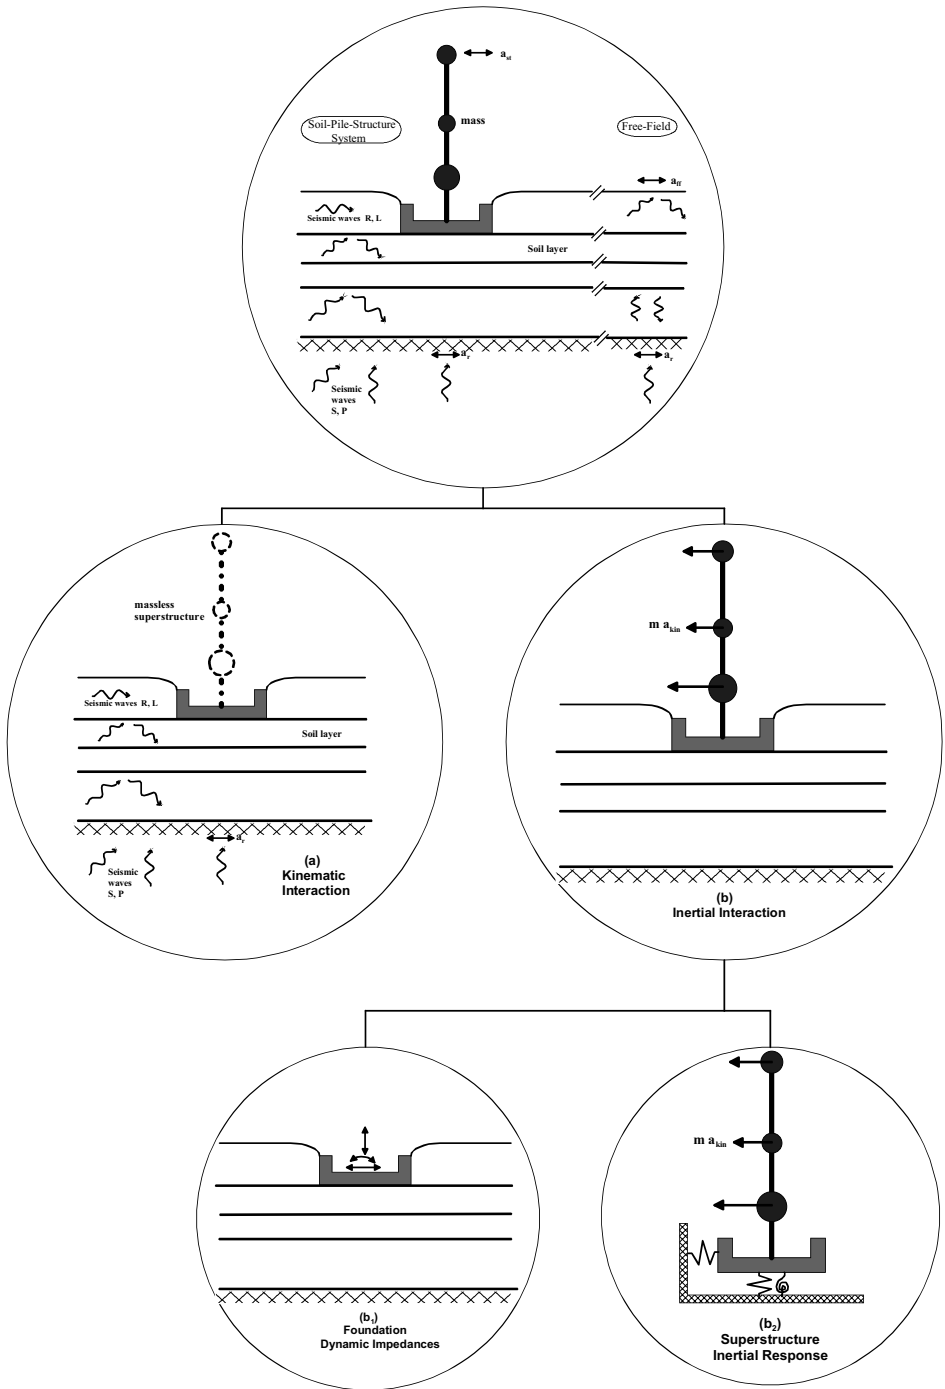 a_st
mass
Soil-Pile-Structure
System
Free-Field
a_ff
Seismic waves R, L
Soil layer
a_r
a_r
Seismic
waves
S, P
massless
superstructure
Seismic waves R, L
Soil layer
a_r
Seismic
waves
S, P
(a)
Kinematic
Interaction
m a_kin
(b)
Inertial Interaction
(b_1)
Foundation
Dynamic Impedances
m a_kin
(b_2)
Superstructure
Inertial Response